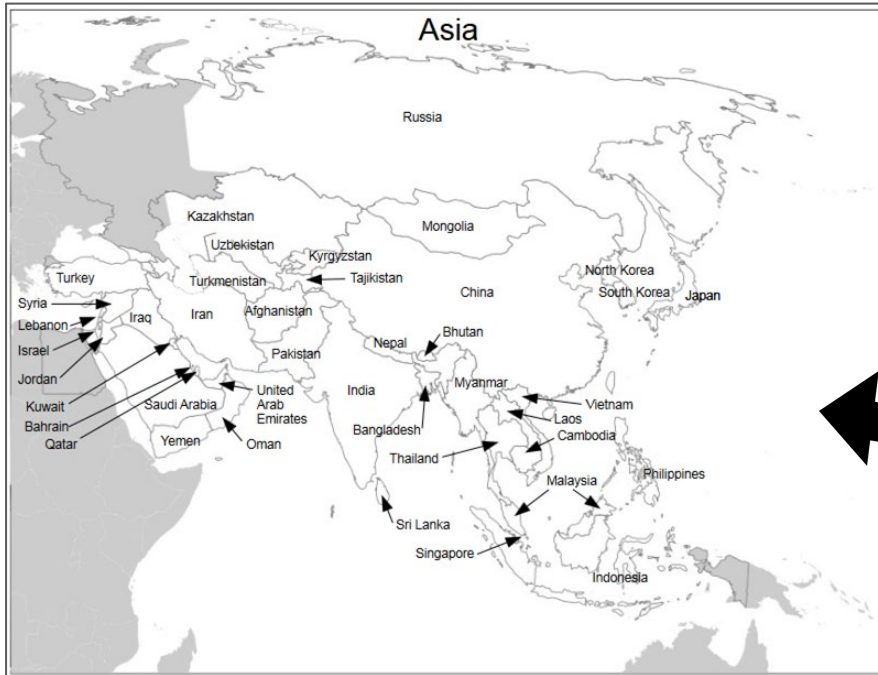 Asia
Russia
Kazakhstan
Mongolia
Uzbekistan
Kyrgyzstan
Turkey
Turkmenistan
Tajikistan
North Korea
China
South Korea
Japan
Syria
Iraq
Iran
Afghanistan
Lebanon
Bhutan
Nepal
Israel
Pakistan
Jordan
Myanmar
India
United
Arab
Emirates
Kuwait
Saudi Arabia
Vietnam
Laos
Bahrain
Bangladesh
Cambodia
Qatar
Yemen
Oman
Thailand
Philippines
Malaysia
Sri Lanka
Singapore
Indonesia